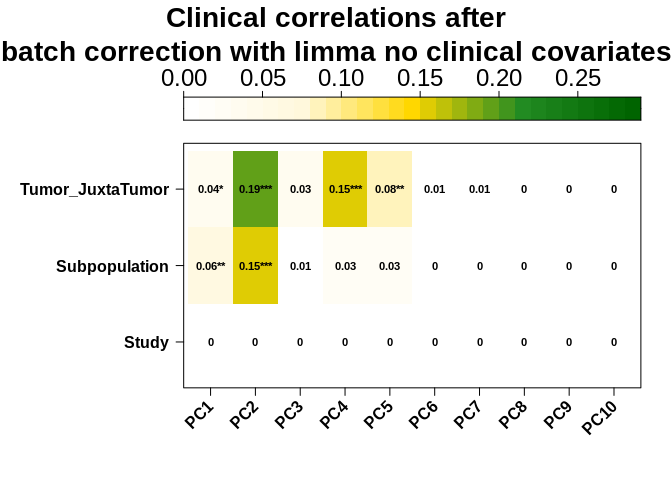 Clinical correlations after
batch correction with limma no clinical covariates
0.00 0.05 0.10 0.15 0.20 0.25
Tumor_JuxtaTumor 0.04* 0.19*** 0.03 0.15*** 0.08** 0.01 0.01 0 0 0
Subpopulation 0.06** 0.15*** 0.01 0.03 0.03 0 0 0 0 0
Study 0 0 0 0 0 0 0 0 0 0
PC1 PC2 PC3 PC4 PC5 PC6 PC7 PC8 PC9 PC10